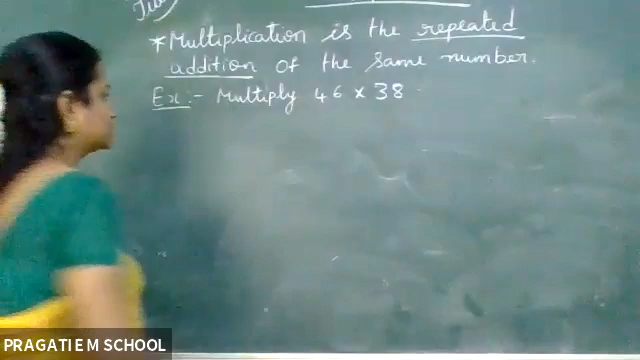 * Multiplication is the repeated
addition of the same number.
Ex:- Multiply 46 x 38
PRAGATI E M SCHOOL